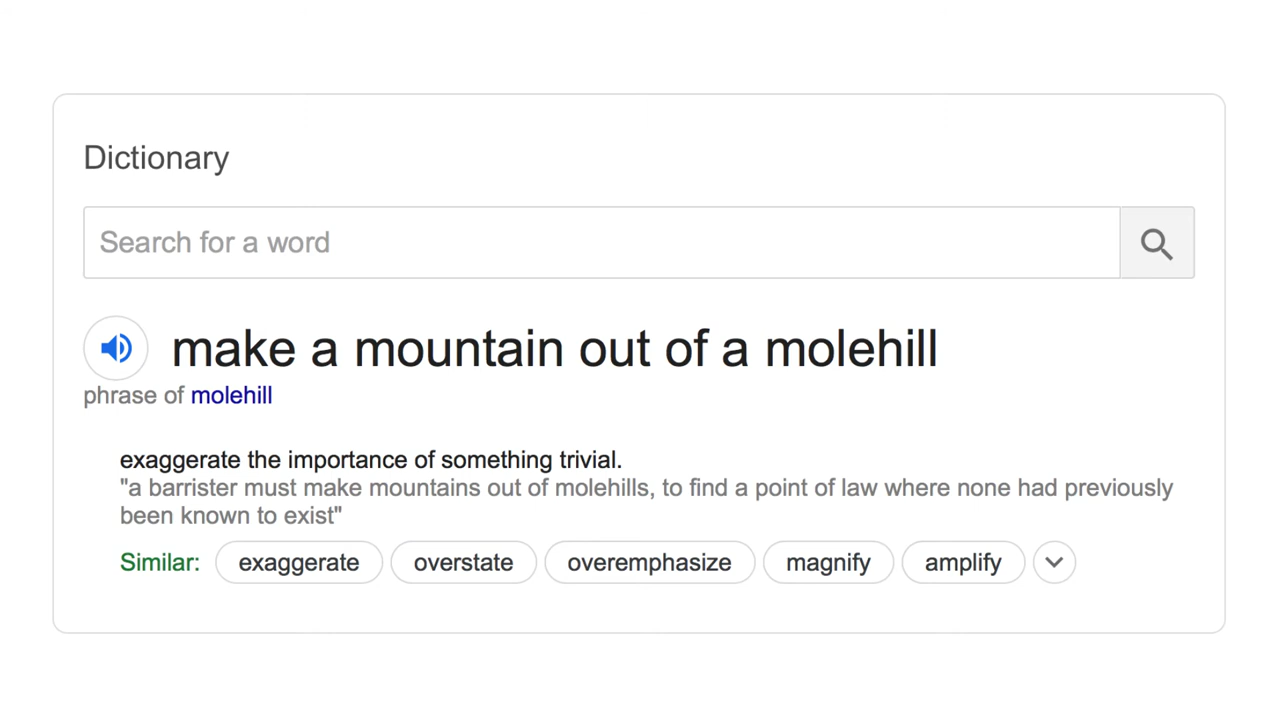 Dictionary
Search for a word
make a mountain out of a molehill
phrase of molehill
exaggerate the importance of something trivial.
"a barrister must make mountains out of molehills, to find a point of law where none had previously
been known to exist"
Similar: exaggerate overstate overemphasize magnify amplify